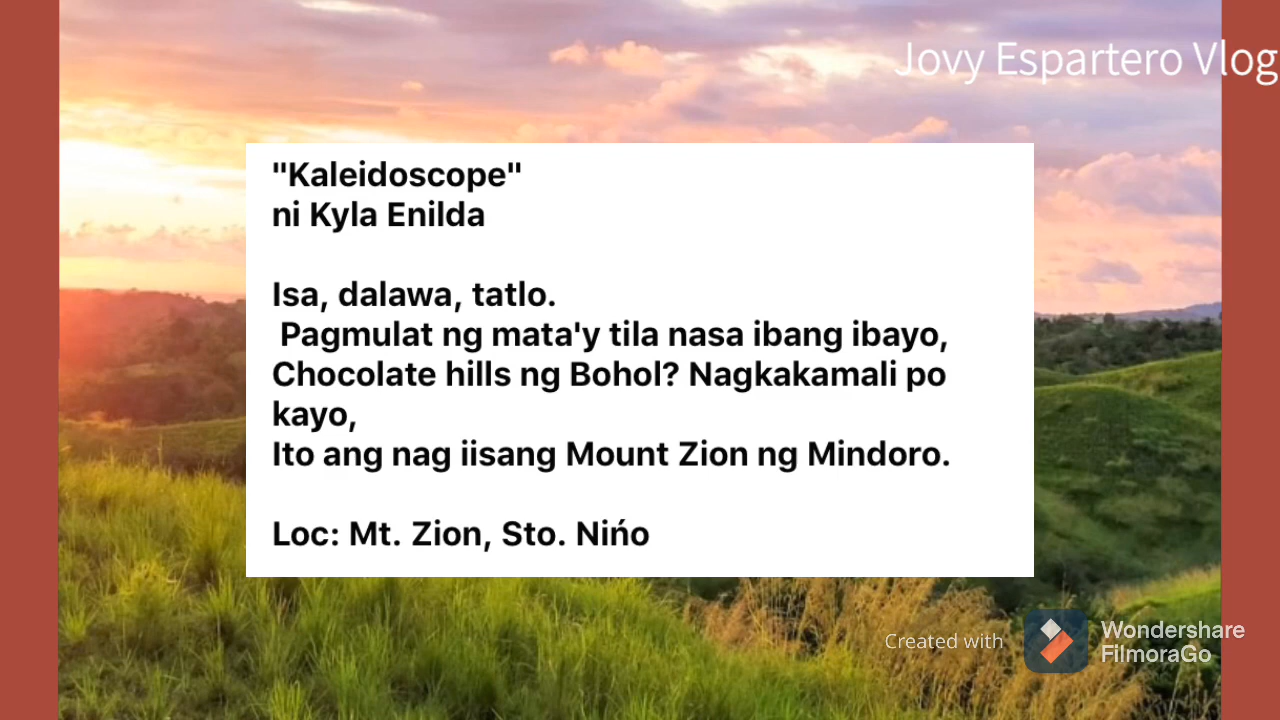 Jovy Espartero Vlog
"Kaleidoscope"
ni Kyla Enilda
Isa, dalawa, tatlo.
Pagmulat ng mata'y tila nasa ibang ibayo,
Chocolate hills ng Bohol? Nagkakamali po
kayo,
Ito ang nag iisang Mount Zion ng Mindoro.
Loc: Mt. Zion, Sto. Nińo
Created with
Wondershare
FilmoraGo